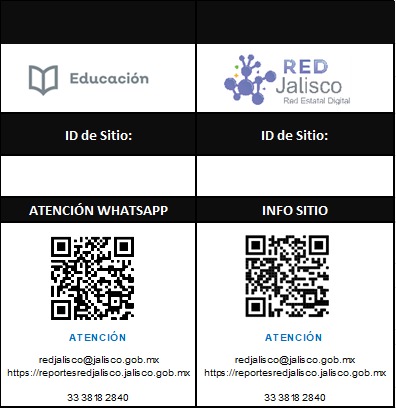 Educación
RED
Jalisco
Red Estatal Digital
ID de Sitio:
ID de Sitio:
ATENCIÓN WHATSAPP
INFO SITIO
ATENCIÓN
redjalisco@jalisco.gob.mx
https://reportesredjalisco.jalisco.gob.mx
33 3818 2840
ATENCIÓN
redjalisco@jalisco.gob.mx
https://reportesredjalisco.jalisco.gob.mx
33 3818 2840